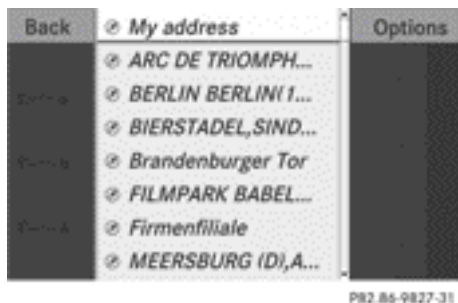 Back My address Options
ARC DE TRIOMPH...
BERLIN BERLIN(1...
BIERSTADEL,SIND...
Brandenburger Tor
FILMPARK BABEL...
Firmenfiliale
MEERSBURG (D),A...
P82.86-9827-31